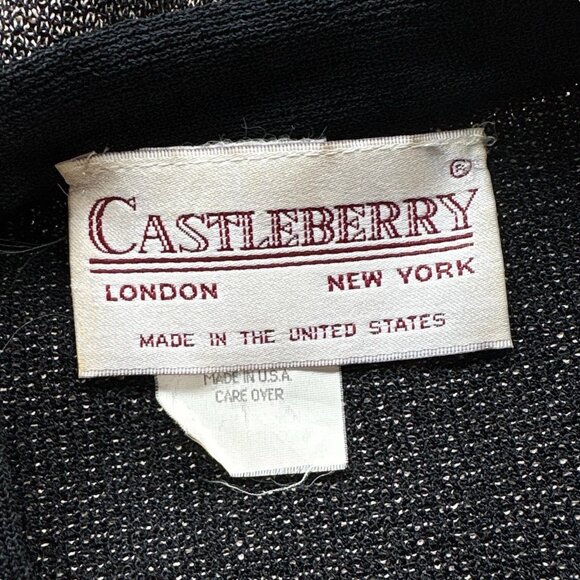 ®
CASTLEBERRY
LONDON NEW YORK
MADE IN THE UNITED STATES
MADE IN U.S.A.
CARE OVER